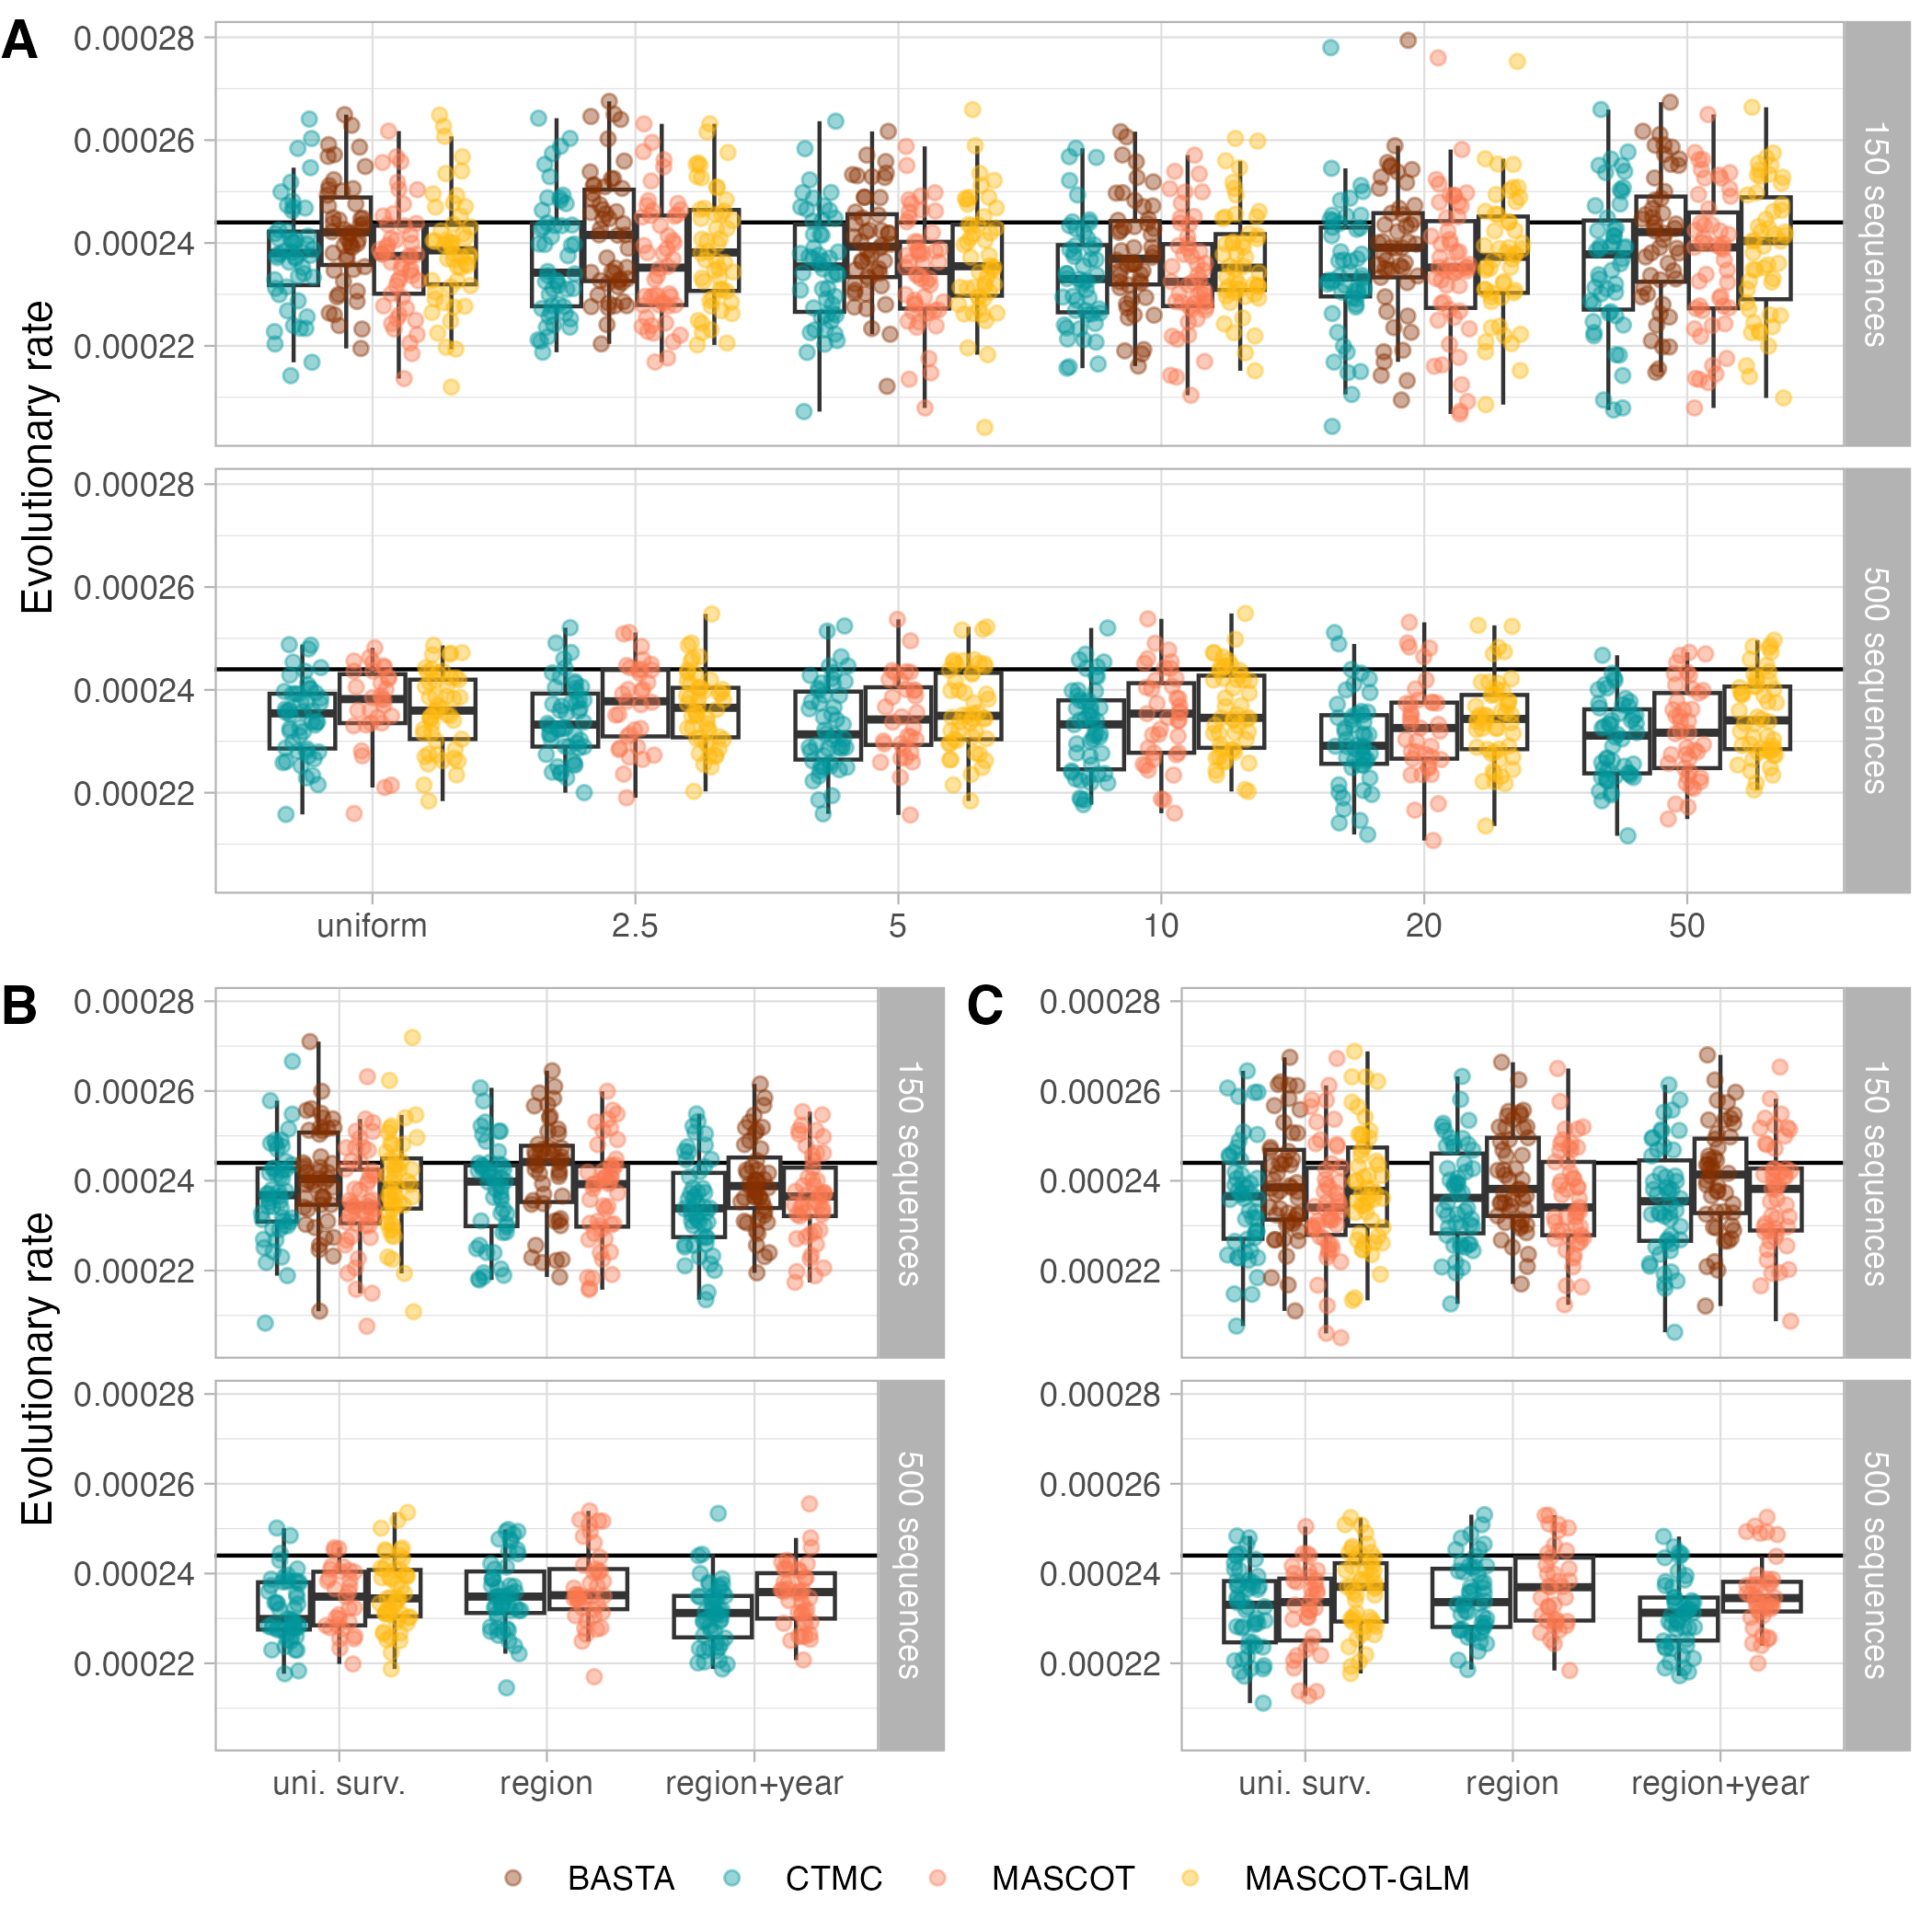 A
0.00028
0.00026
0.00024
0.00022
150 sequences
Evolutionary rate
0.00028
0.00026
0.00024
0.00022
500 sequences
uniform 2.5 5 10 20 50
B
0.00028
0.00026
0.00024
0.00022
150 sequences
Evolutionary rate
0.00028
0.00026
0.00024
0.00022
500 sequences
uni. surv. region region+year
C
0.00028
0.00026
0.00024
0.00022
150 sequences
0.00028
0.00026
0.00024
0.00022
500 sequences
uni. surv. region region+year
BASTA CTMC MASCOT MASCOT-GLM